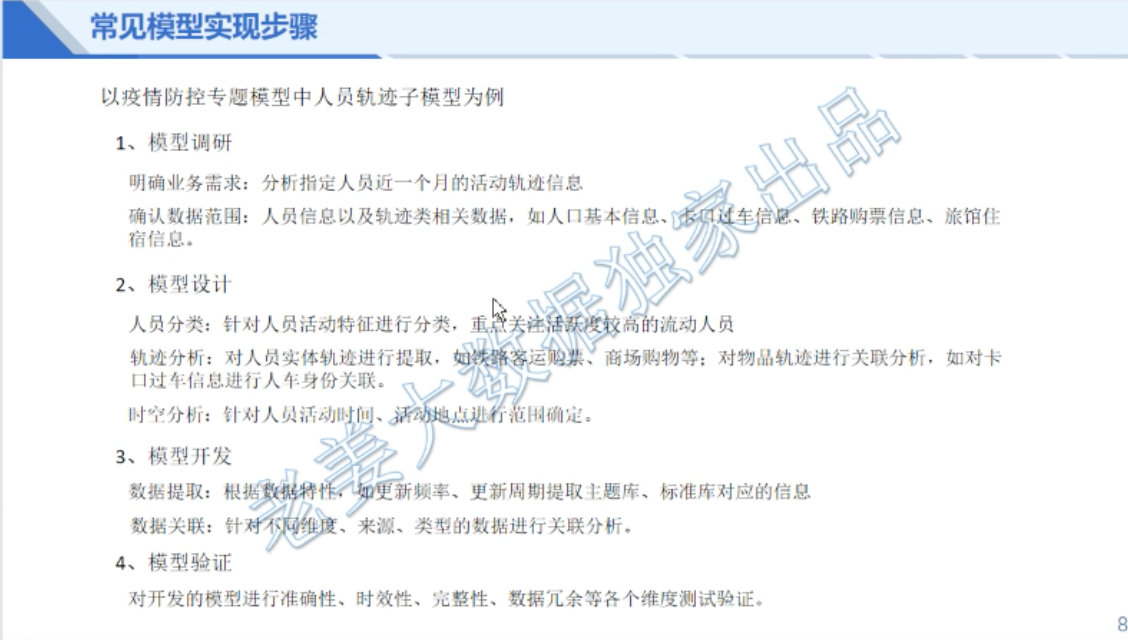 常见模型实现步骤
以疫情防控专题模型中人员轨迹子模型为例
1、模型调研
明确业务需求：分析指定人员近一个月的活动轨迹信息
确认数据范围：人员信息以及轨迹类相关数据，如人口基本信息、卡口过车信息、铁路购票信息、旅馆住
宿信息。
2、模型设计
人员分类：针对人员活动特征进行分类，重点关注活跃度较高的流动人员
轨迹分析：对人员实体轨迹进行提取，如铁路客运购票、商场购物等；对物品轨迹进行关联分析，如对卡
口过车信息进行人车身份关联。
时空分析：针对人员活动时间、活动地点进行范围确定。
3、模型开发
数据提取：根据数据特性，如更新频率、更新周期提取主题库、标准库对应的信息
数据关联：针对不同维度、来源、类型的数据进行关联分析。
4、模型验证
对开发的模型进行准确性、时效性、完整性、数据冗余等各个维度测试验证。
老姜大数据独家出品
8